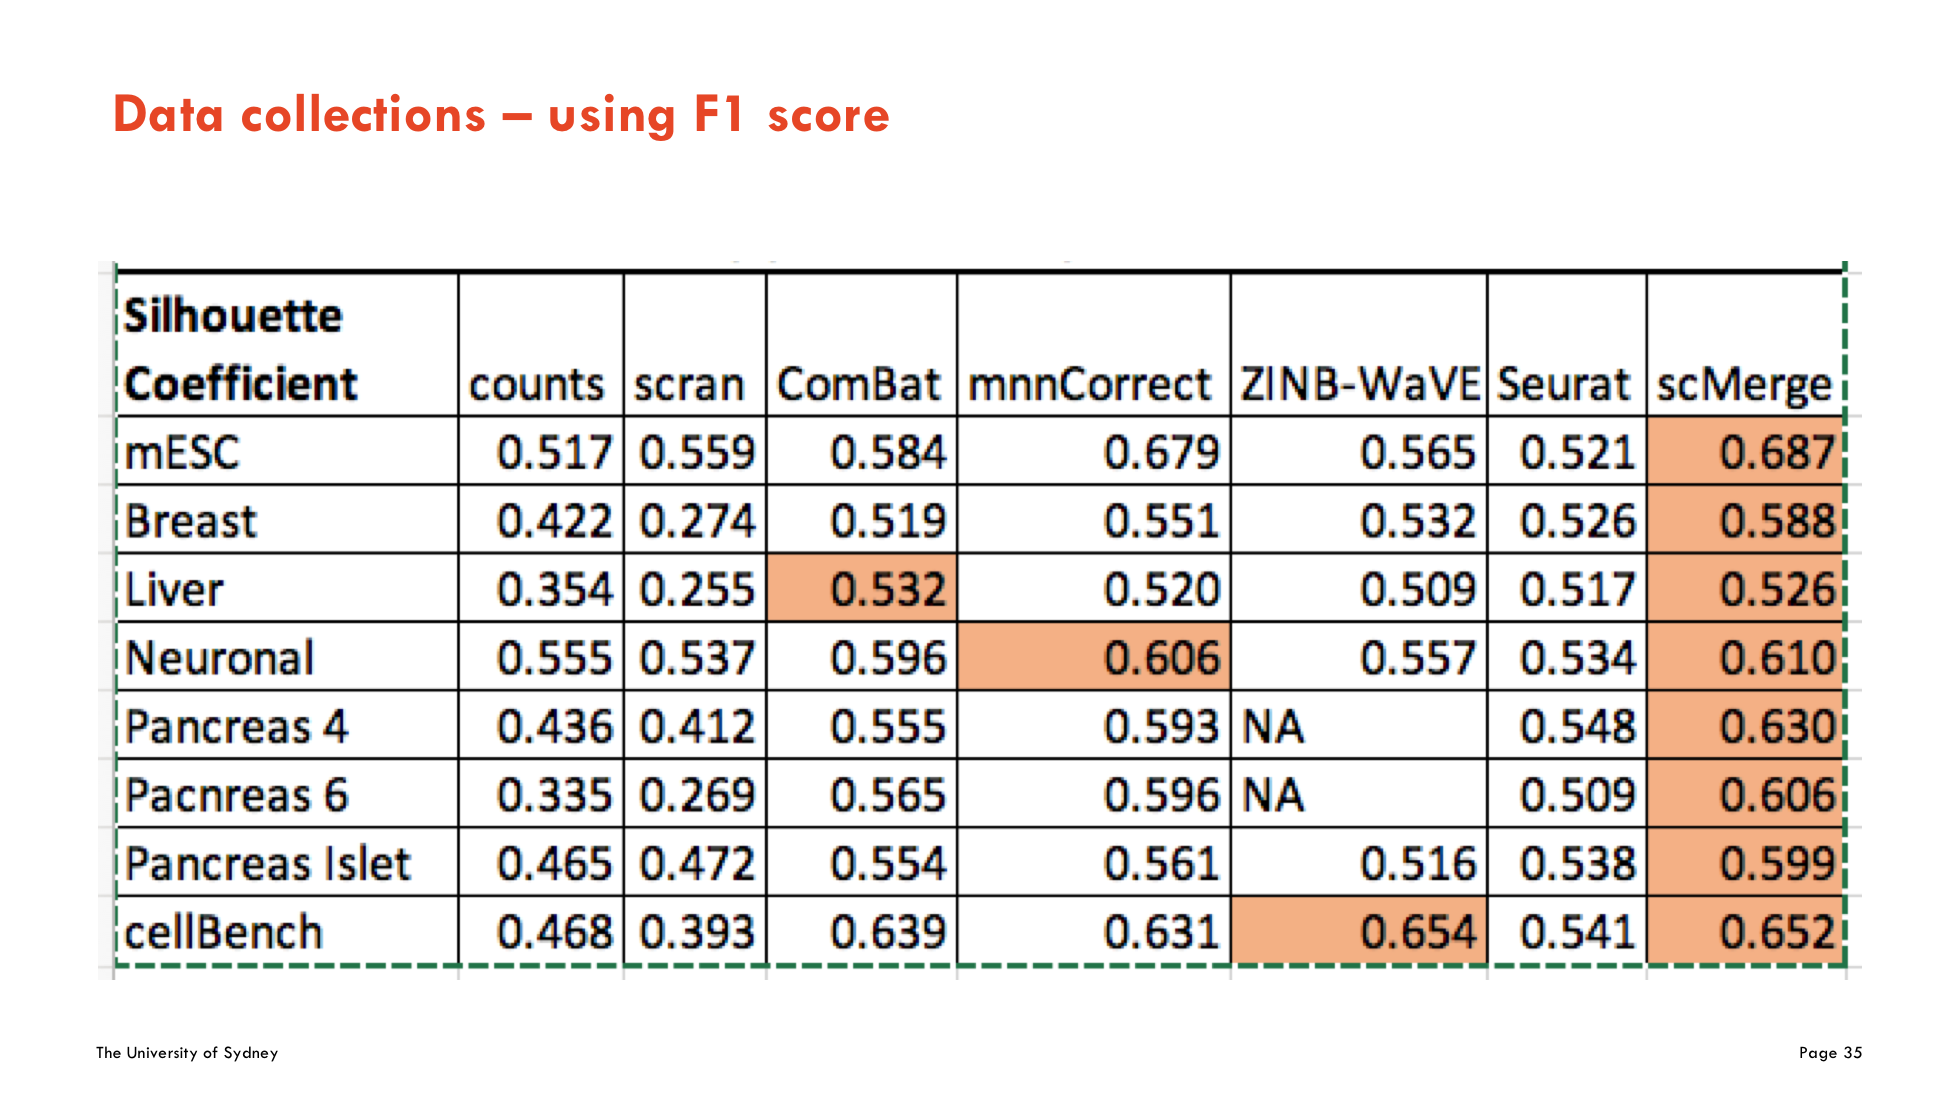 Data collections – using F1 score
Silhouette
Coefficient counts scran ComBat mnnCorrect ZINB-WaVE Seurat scMerge
mESC 0.517 0.559 0.584 0.679 0.565 0.521 0.687
Breast 0.422 0.274 0.519 0.551 0.532 0.526 0.588
Liver 0.354 0.255 0.532 0.520 0.509 0.517 0.526
Neuronal 0.555 0.537 0.596 0.606 0.557 0.534 0.610
Pancreas 4 0.436 0.412 0.555 0.593 NA 0.548 0.630
Pacnreas 6 0.335 0.269 0.565 0.596 NA 0.509 0.606
Pancreas Islet 0.465 0.472 0.554 0.561 0.516 0.538 0.599
cellBench 0.468 0.393 0.639 0.631 0.654 0.541 0.652
The University of Sydney
Page 35